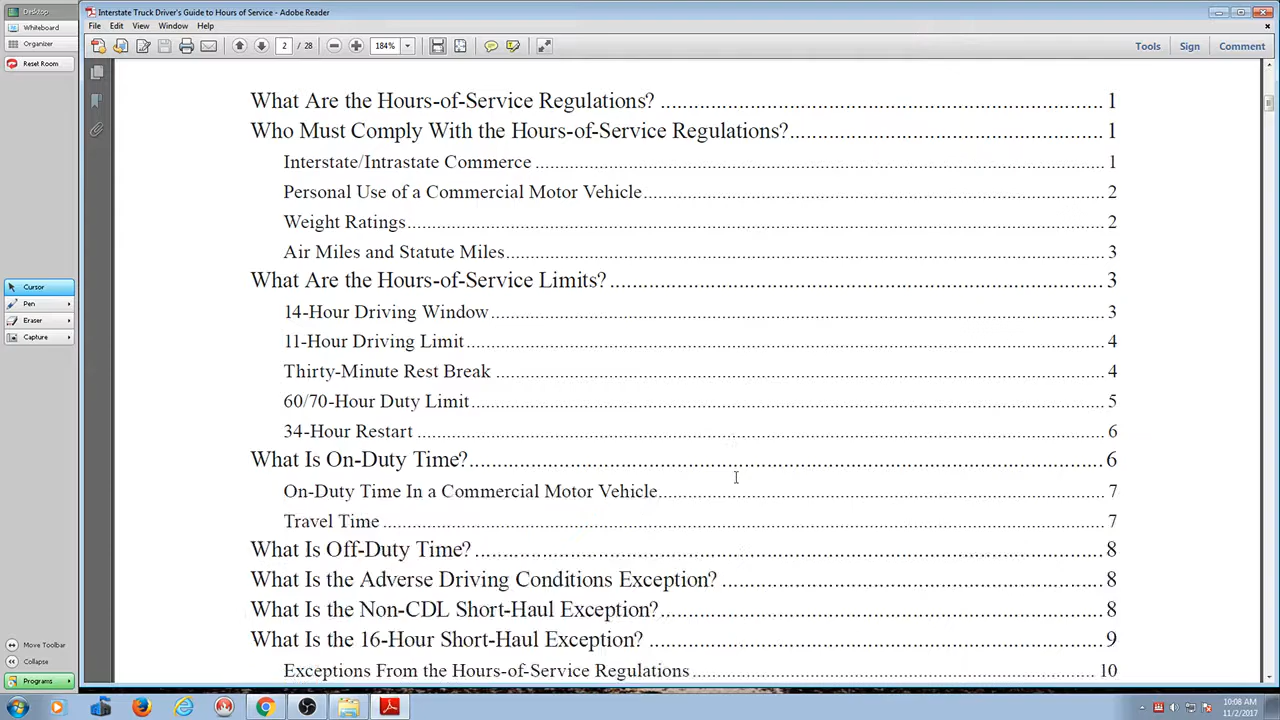 Desktop
Whiteboard
Organizer
Reset Room
Cursor
Pen
Eraser
Capture
Move Toolbar
Collapse
Programs
Interstate Truck Driver's Guide to Hours of Service - Adobe Reader
File Edit View Window Help
2 / 28 184% Tools Sign Comment
What Are the Hours-of-Service Regulations? 1
Who Must Comply With the Hours-of-Service Regulations? 1
Interstate/Intrastate Commerce 1
Personal Use of a Commercial Motor Vehicle 2
Weight Ratings 2
Air Miles and Statute Miles 3
What Are the Hours-of-Service Limits? 3
14-Hour Driving Window 3
11-Hour Driving Limit 4
Thirty-Minute Rest Break 4
60/70-Hour Duty Limit 5
34-Hour Restart 6
What Is On-Duty Time? 6
On-Duty Time In a Commercial Motor Vehicle 7
Travel Time 7
What Is Off-Duty Time? 8
What Is the Adverse Driving Conditions Exception? 8
What Is the Non-CDL Short-Haul Exception? 8
What Is the 16-Hour Short-Haul Exception? 9
Exceptions From the Hours-of-Service Regulations 10
10:08 AM
11/2/2017